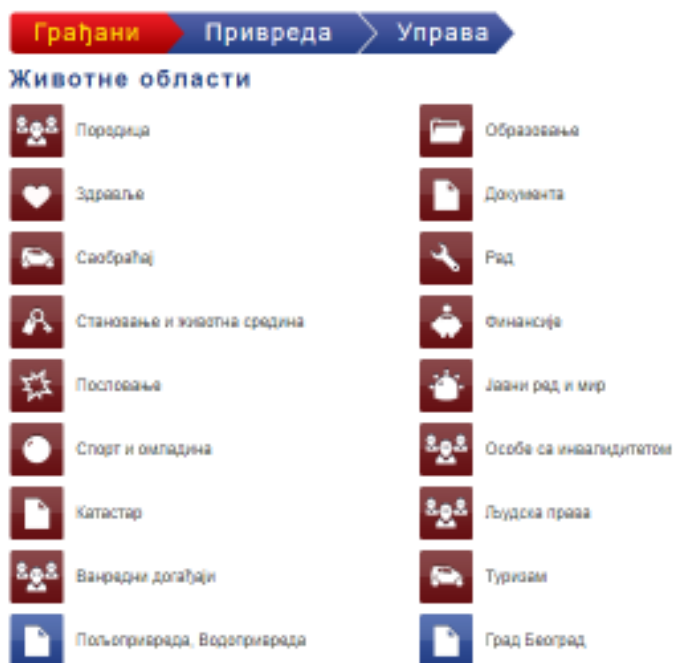 Грађани Привреда Управа
Животне области
Породица Образовање
Здравље Документа
Саобраћај Рад
Становање и животна средина Финансије
Пословање Јавни ред и мир
Спорт и омладина Особе са инвалидитетом
Катастар Људска права
Ванредни догађаји Туризам
Пољопривреда, Водопривреда Град Београд